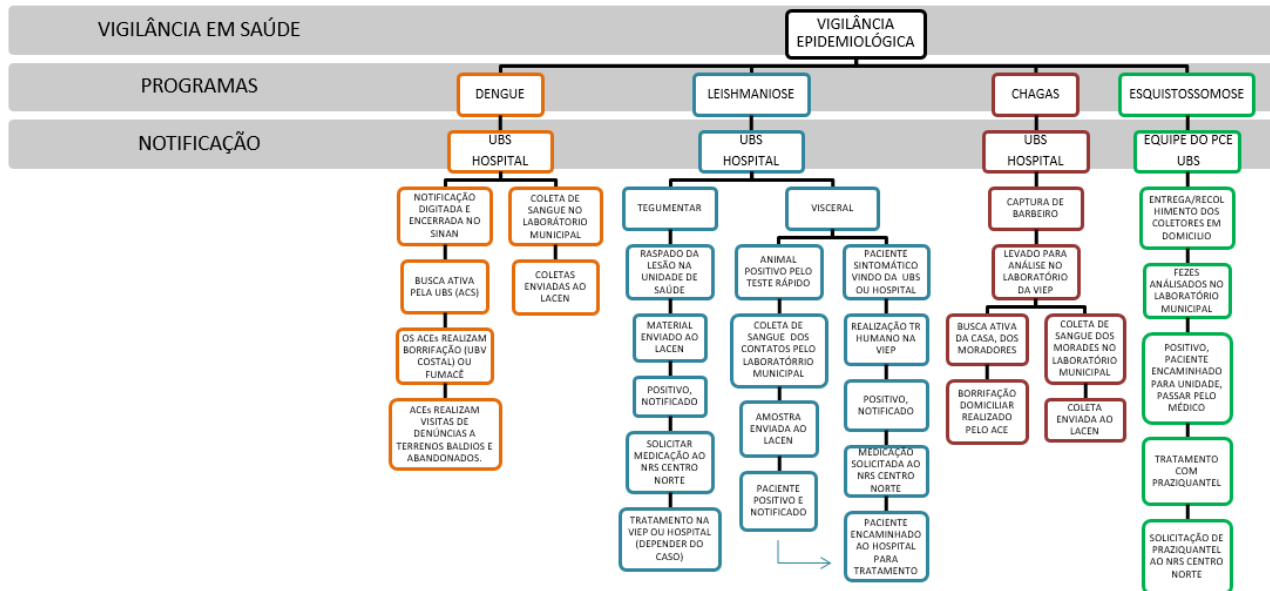 VIGILÂNCIA EM SAÚDE
VIGILÂNCIA
EPIDEMIOLÓGICA
PROGRAMAS
DENGUE
LEISHMANIOSE
CHAGAS
ESQUISTOSSOMOSE
NOTIFICAÇÃO
UBS
HOSPITAL
UBS
HOSPITAL
UBS
HOSPITAL
EQUIPE DO PCE
UBS
NOTIFICAÇÃO
DIGITADA E
ENCERRADA NO
SINAN
BUSCA ATIVA
PELA UBS (ACS)
OS ACEs REALIZAM
BORRIFAÇÃO (UBV
COSTAL) OU
FUMACÊ
ACEs REALIZAM
VISITAS DE
DENÚNCIAS A
TERRENOS BALDIOS E
ABANDONADOS.
COLETA DE
SANGUE NO
LABORÁTORIO
MUNICIPAL
COLETAS
ENVIADAS AO
LACEN
TEGUMENTAR
RASPADO DA
LESÃO NA
UNIDADE DE
SAÚDE
MATERIAL
ENVIADO AO
LACEN
POSITIVO,
NOTIFICADO
SOLICITAR
MEDICAÇÃO AO
NRS CENTRO
NORTE
TRATAMENTO NA
VIEP OU HOSPITAL
(DEPENDER DO
CASO)
VISCERAL
ANIMAL
POSITIVO PELO
TESTE RÁPIDO
COLETA DE
SANGUE DOS
CONTATOS PELO
LABORATÓRRIO
MUNICIPAL
AMOSTRA
ENVIADA AO
LACEN
PACIENTE
POSITIVO E
NOTIFICADO
PACIENTE
SINTOMÁTICO
VINDO DA UBS
OU HOSPITAL
REALIZAÇÃO TR
HUMANO NA
VIEP
POSITIVO,
NOTIFICADO
MEDICAÇÃO
SOLICITADA AO
NRS CENTRO
NORTE
PACIENTE
ENCAMINHADO
AO HOSPITAL
PARA
TRATAMENTO
CAPTURA DE
BARBEIRO
LEVADO PARA
ANÁLISE NO
LABORATÓRIO
DA VIEP
BUSCA ATIVA
DA CASA, DOS
MORADORES
BORRIFAÇÃO
DOMICILIAR
REALIZADO
PELO ACE
COLETA DE
SANGUE DOS
MORADES NO
LABORATÓRIO
MUNICIPAL
COLETA
ENVIADA AO
LACEN
ENTREGA/RECOL
HIMENTO DOS
COLETORES EM
DOMICILIO
FEZES
ANÁLISADOS NO
LABORATÓRIO
MUNICIPAL
POSITIVO,
PACIENTE
ENCAMINHADO
PARA UNIDADE,
PASSAR PELO
MÉDICO
TRATAMENTO
COM
PRAZIQUANTEL
SOLICITAÇÃO DE
PRAZIQUANTEL
AO NRS CENTRO
NORTE